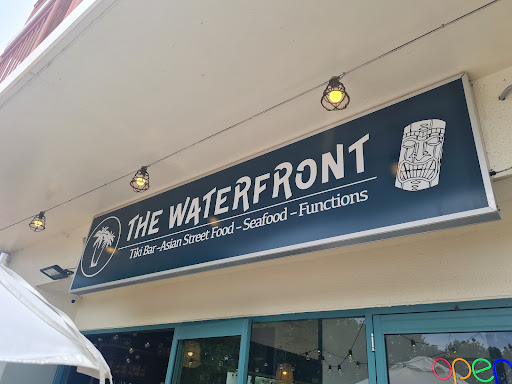 THE WATERFRONT
Tiki Bar - Asian Street Food - Seafood - Functions
open